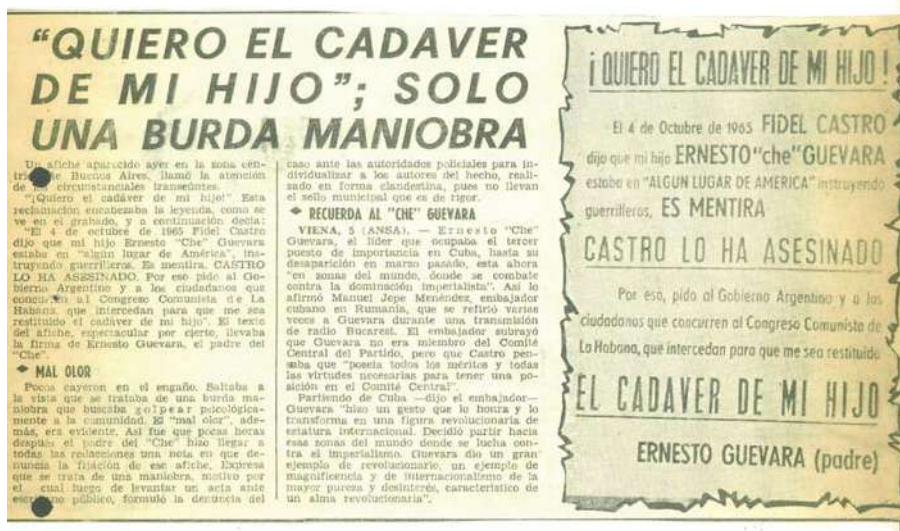 "QUIERO EL CADAVER
DE MI HIJO"; SOLO
UNA BURDA MANIOBRA
Un afiche aparecido ayer en la zona cén-
de Buenos Aires, llamó la atención
de circunstanciales transeúntes.
"¡Quiero el cadáver de mi hijo!" Esta
reclamación encabezaba la leyenda, como se
ve en el grabado, y a continuación decía:
"El 4 de octubre de 1965 Fidel Castro
dijo que mi hijo Ernesto "Che" Guevara
estaba en "algún lugar de América", ins-
truyendo guerrilleros. Es mentira. CASTRO
LO HA ASESINADO. Por eso pido al Go-
bierno Argentino y a los ciudadanos que
concurren al Congreso Comunista de La
Habana, que intercedan para que me sea
restituido el cadáver de mi hijo". El texto
del afiche, espectacular por cierto, llevaba
la firma de Ernesto Guevara, el padre del
"Che".
MAL OLOR
Pocos cayeron en el engaño. Saltaba a
la vista que se trataba de una burda ma-
niobra que buscaba golpear psicológica-
mente a la comunidad. El "mal olor", ade-
más, era evidente. Así fue que pocas horas
después el padre del "Che" hizo llegar a
todas las redacciones una nota en que de-
nuncia la fijación de ese afiche. Expresa
que se trata de una maniobra, motivo por
el cual luego de levantar un acta ante
público, formuló la denuncia del
caso ante las autoridades policiales para in-
dividualizar a los autores del hecho, reali-
zado en forma clandestina, pues no llevan
el sello municipal que es de rigor.
RECUERDA AL "CHE" GUEVARA
VIENA, 5 (ANSA). — Ernesto "Che"
Guevara, el líder que ocupaba el tercer
puesto de importancia en Cuba, hasta su
desaparición en marzo pasado, esta ahora
"en zonas del mundo, donde se combate
contra la dominación imperialista". Así lo
afirmó Manuel Jepe Menéndez, embajador
cubano en Rumania, que se refirió varias
veces a Guevara durante una transmisión
de radio Bucarest. El embajador subrayó
que Guevara no era miembro del Comité
Central del Partido, pero que Castro pen-
saba que "poseía todos los méritos y todas
las virtudes necesarias para tener una po-
sición en el Comité Central".
Partiendo de Cuba —dijo el embajador—
Guevara "hizo un gesto que lo honra y lo
transforma en una figura revolucionaria de
estatura internacional. Decidió partir hacia
esas zonas del mundo donde se lucha con-
tra el imperialismo. Guevara dio un gran
ejemplo de revolucionario, un ejemplo de
magnificencia y de internacionalismo de la
mayor pureza y desinterés, característico de
un alma revolucionaria".
¡QUIERO EL CADAVER DE MI HIJO!
El 4 de Octubre de 1965 FIDEL CASTRO
dijo que mi hijo ERNESTO "che" GUEVARA
estaba en "ALGUN LUGAR DE AMERICA" instruyendo
guerrilleros, ES MENTIRA
CASTRO LO HA ASESINADO
Por eso, pido al Gobierno Argentino y a los
ciudadanos que concurren al Congreso Comunista de
La Habana, que intercedan para que me sea restituido
EL CADAVER DE MI HIJO
ERNESTO GUEVARA (padre)